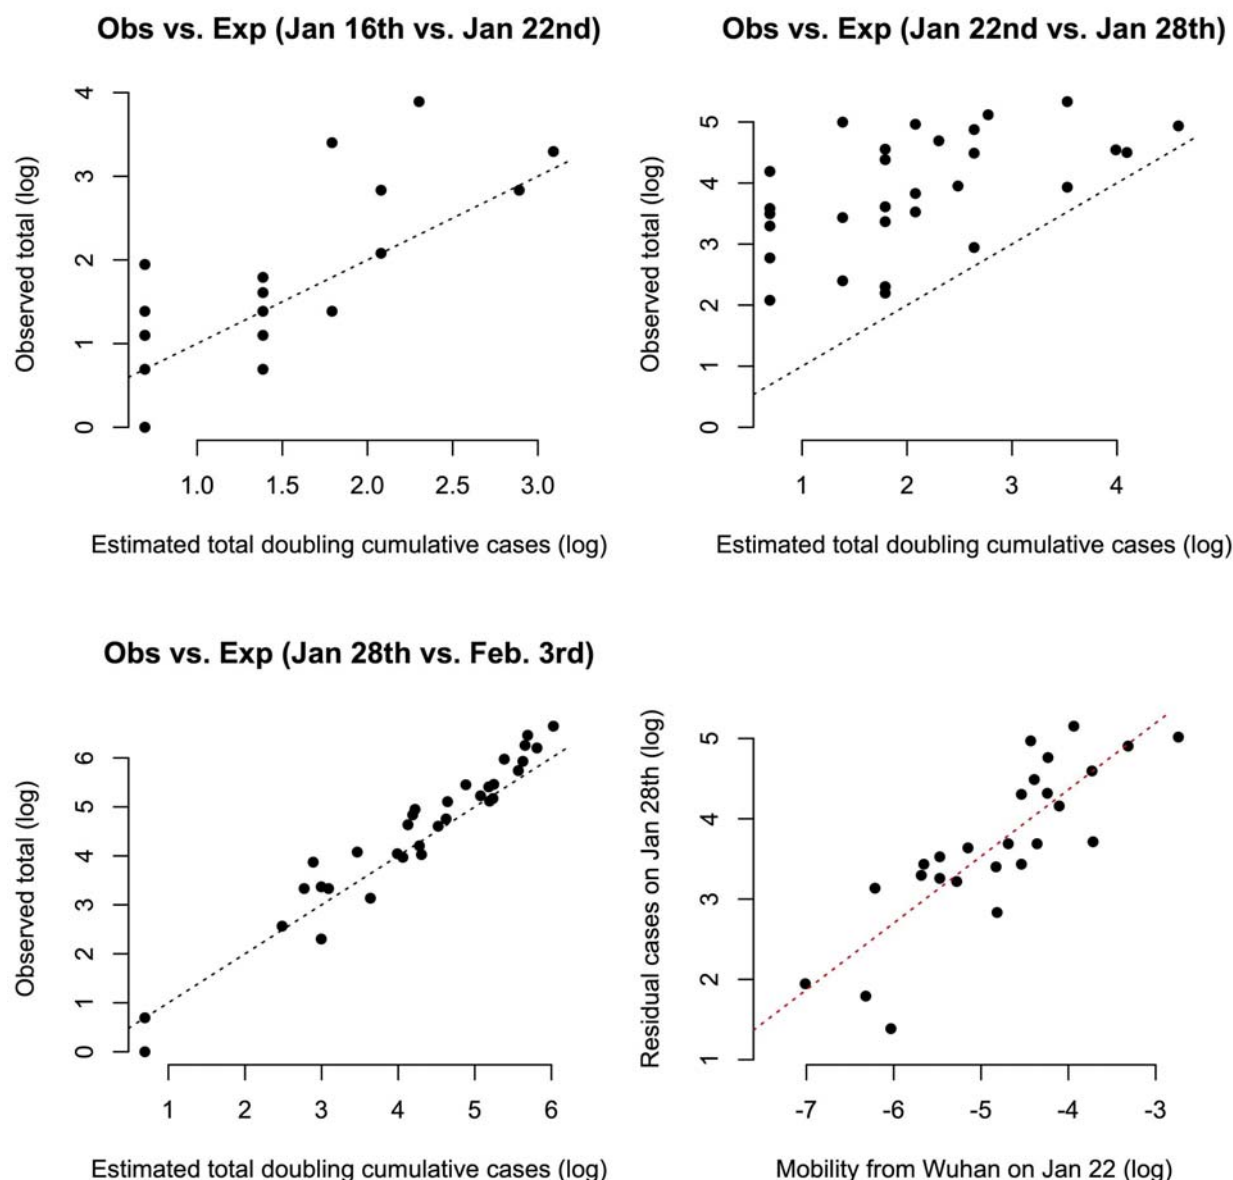 Obs vs. Exp (Jan 16th vs. Jan 22nd)
Observed total (log)
4
3
2
1
0
1.0 1.5 2.0 2.5 3.0
Estimated total doubling cumulative cases (log)
Obs vs. Exp (Jan 22nd vs. Jan 28th)
Observed total (log)
5
4
3
2
1
0
1 2 3 4
Estimated total doubling cumulative cases (log)
Obs vs. Exp (Jan 28th vs. Feb. 3rd)
Observed total (log)
6
5
4
3
2
1
0
1 2 3 4 5 6
Estimated total doubling cumulative cases (log)
Residual cases on Jan 28th (log)
5
4
3
2
1
-7 -6 -5 -4 -3
Mobility from Wuhan on Jan 22 (log)